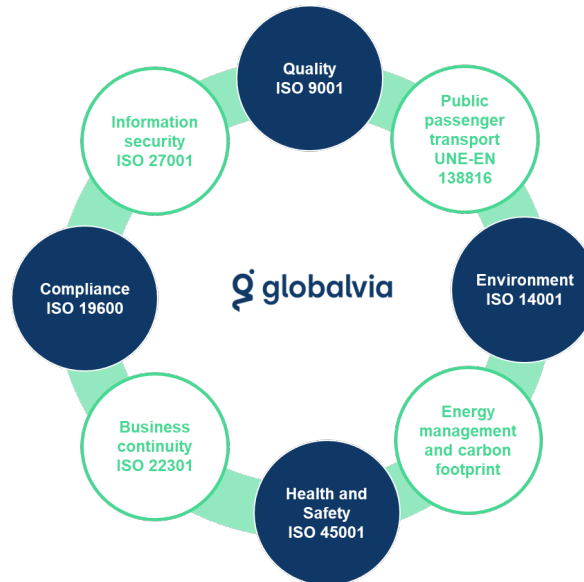 Quality
ISO 9001
Public
passenger
transport
UNE-EN
138816
Information
security
ISO 27001
Environment
ISO 14001
Compliance
ISO 19600
globalvia
Energy
management
and carbon
footprint
Business
continuity
ISO 22301
Health and
Safety
ISO 45001